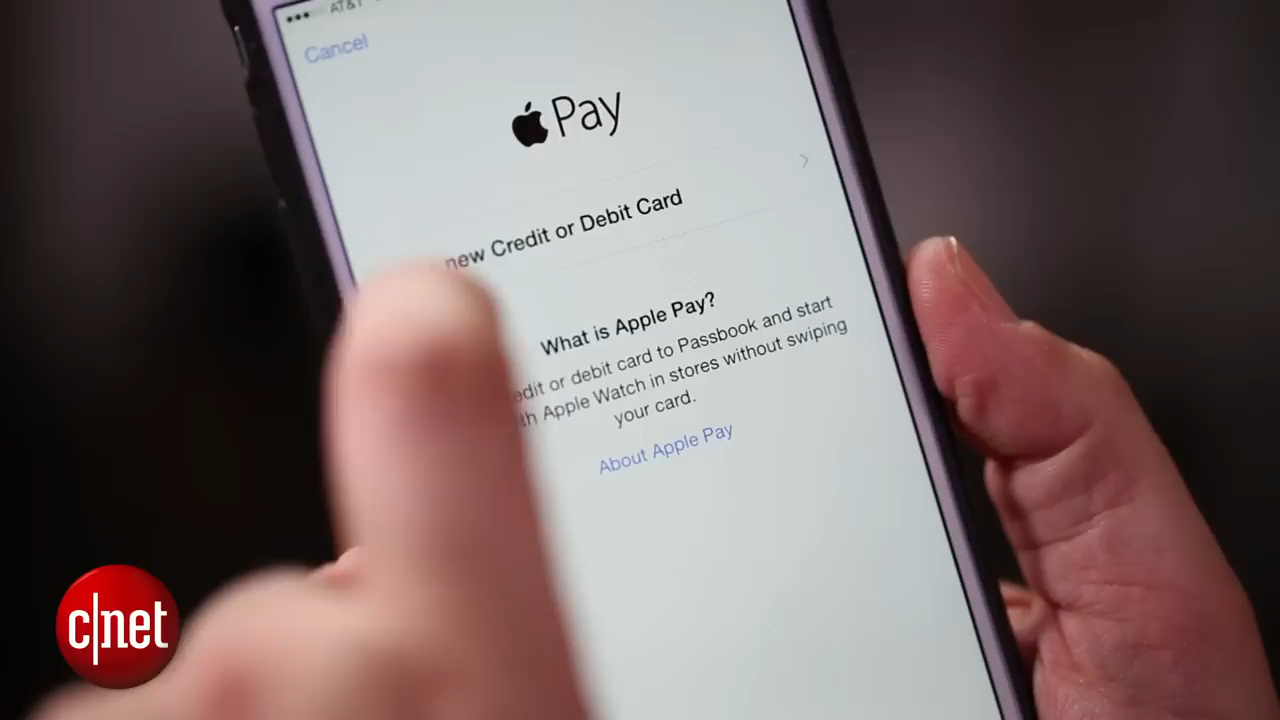 AT&T
Cancel
Pay
new Credit or Debit Card
What is Apple Pay?
edit or debit card to Passbook and start
th Apple Watch in stores without swiping
your card.
About Apple Pay
c|net